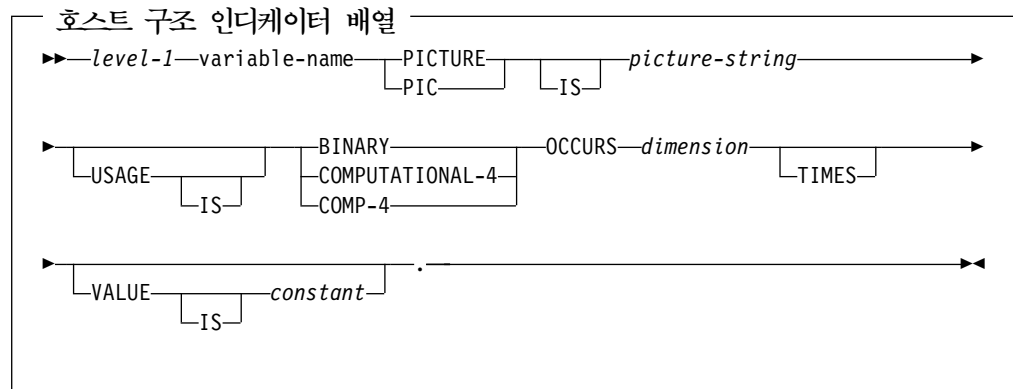 호스트 구조 인디케이터 배열
level-1 variable-name PICTURE IS picture-string
PIC
USAGE IS BINARY OCCURS dimension TIMES
COMPUTATIONAL-4
COMP-4
VALUE IS constant .